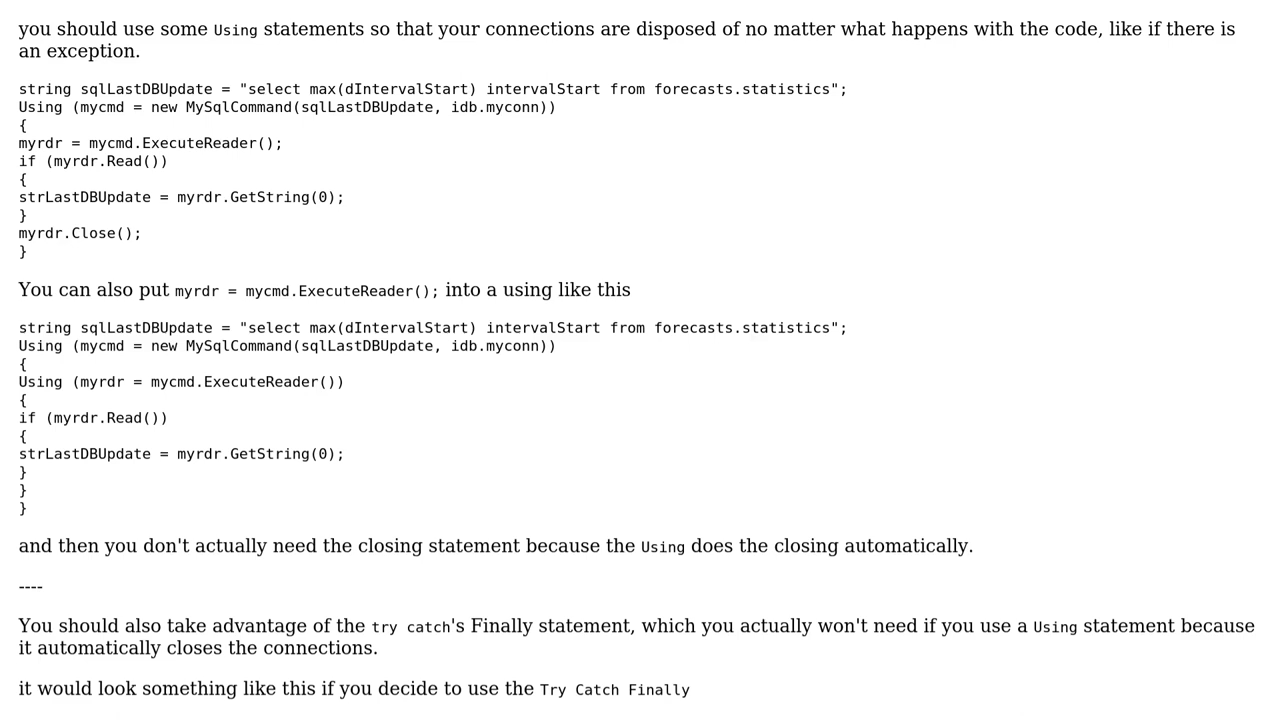 you should use some Using statements so that your connections are disposed of no matter what happens with the code, like if there is
an exception.
string sqlLastDBUpdate = "select max(dIntervalStart) intervalStart from forecasts.statistics";
Using (mycmd = new MySqlCommand(sqlLastDBUpdate, idb.myconn))
{
myrdr = mycmd.ExecuteReader();
if (myrdr.Read())
{
strLastDBUpdate = myrdr.GetString(0);
}
myrdr.Close();
}
You can also put myrdr = mycmd.ExecuteReader(); into a using like this
string sqlLastDBUpdate = "select max(dIntervalStart) intervalStart from forecasts.statistics";
Using (mycmd = new MySqlCommand(sqlLastDBUpdate, idb.myconn))
{
Using (myrdr = mycmd.ExecuteReader())
{
if (myrdr.Read())
{
strLastDBUpdate = myrdr.GetString(0);
}
}
}
and then you don't actually need the closing statement because the Using does the closing automatically.
----
You should also take advantage of the try catch's Finally statement, which you actually won't need if you use a Using statement because
it automatically closes the connections.
it would look something like this if you decide to use the Try Catch Finally